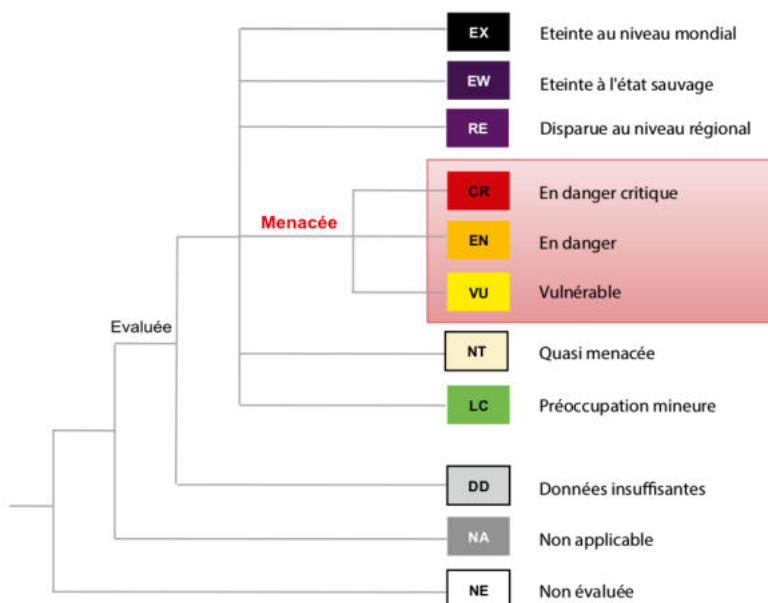 EX Eteinte au niveau mondial
EW Eteinte à l'état sauvage
RE Disparue au niveau régional
CR En danger critique
Menacée
EN En danger
VU Vulnérable
Evaluée
NT Quasi menacée
LC Préoccupation mineure
DD Données insuffisantes
NA Non applicable
NE Non évaluée